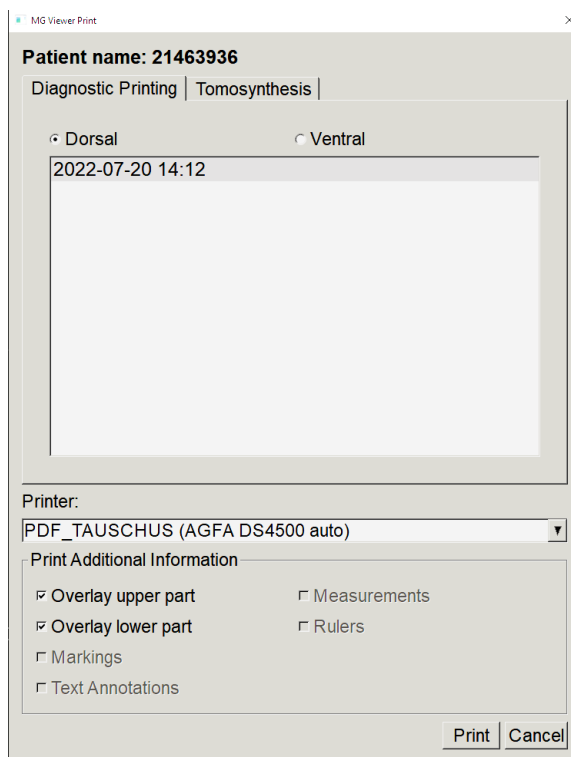 MG Viewer Print
Patient name: 21463936
Diagnostic Printing Tomosynthesis
Dorsal Ventral
2022-07-20 14:12
Printer:
PDF_TAUSCHUS (AGFA DS4500 auto)
Print Additional Information
Overlay upper part Measurements
Overlay lower part Rulers
Markings
Text Annotations
Print Cancel